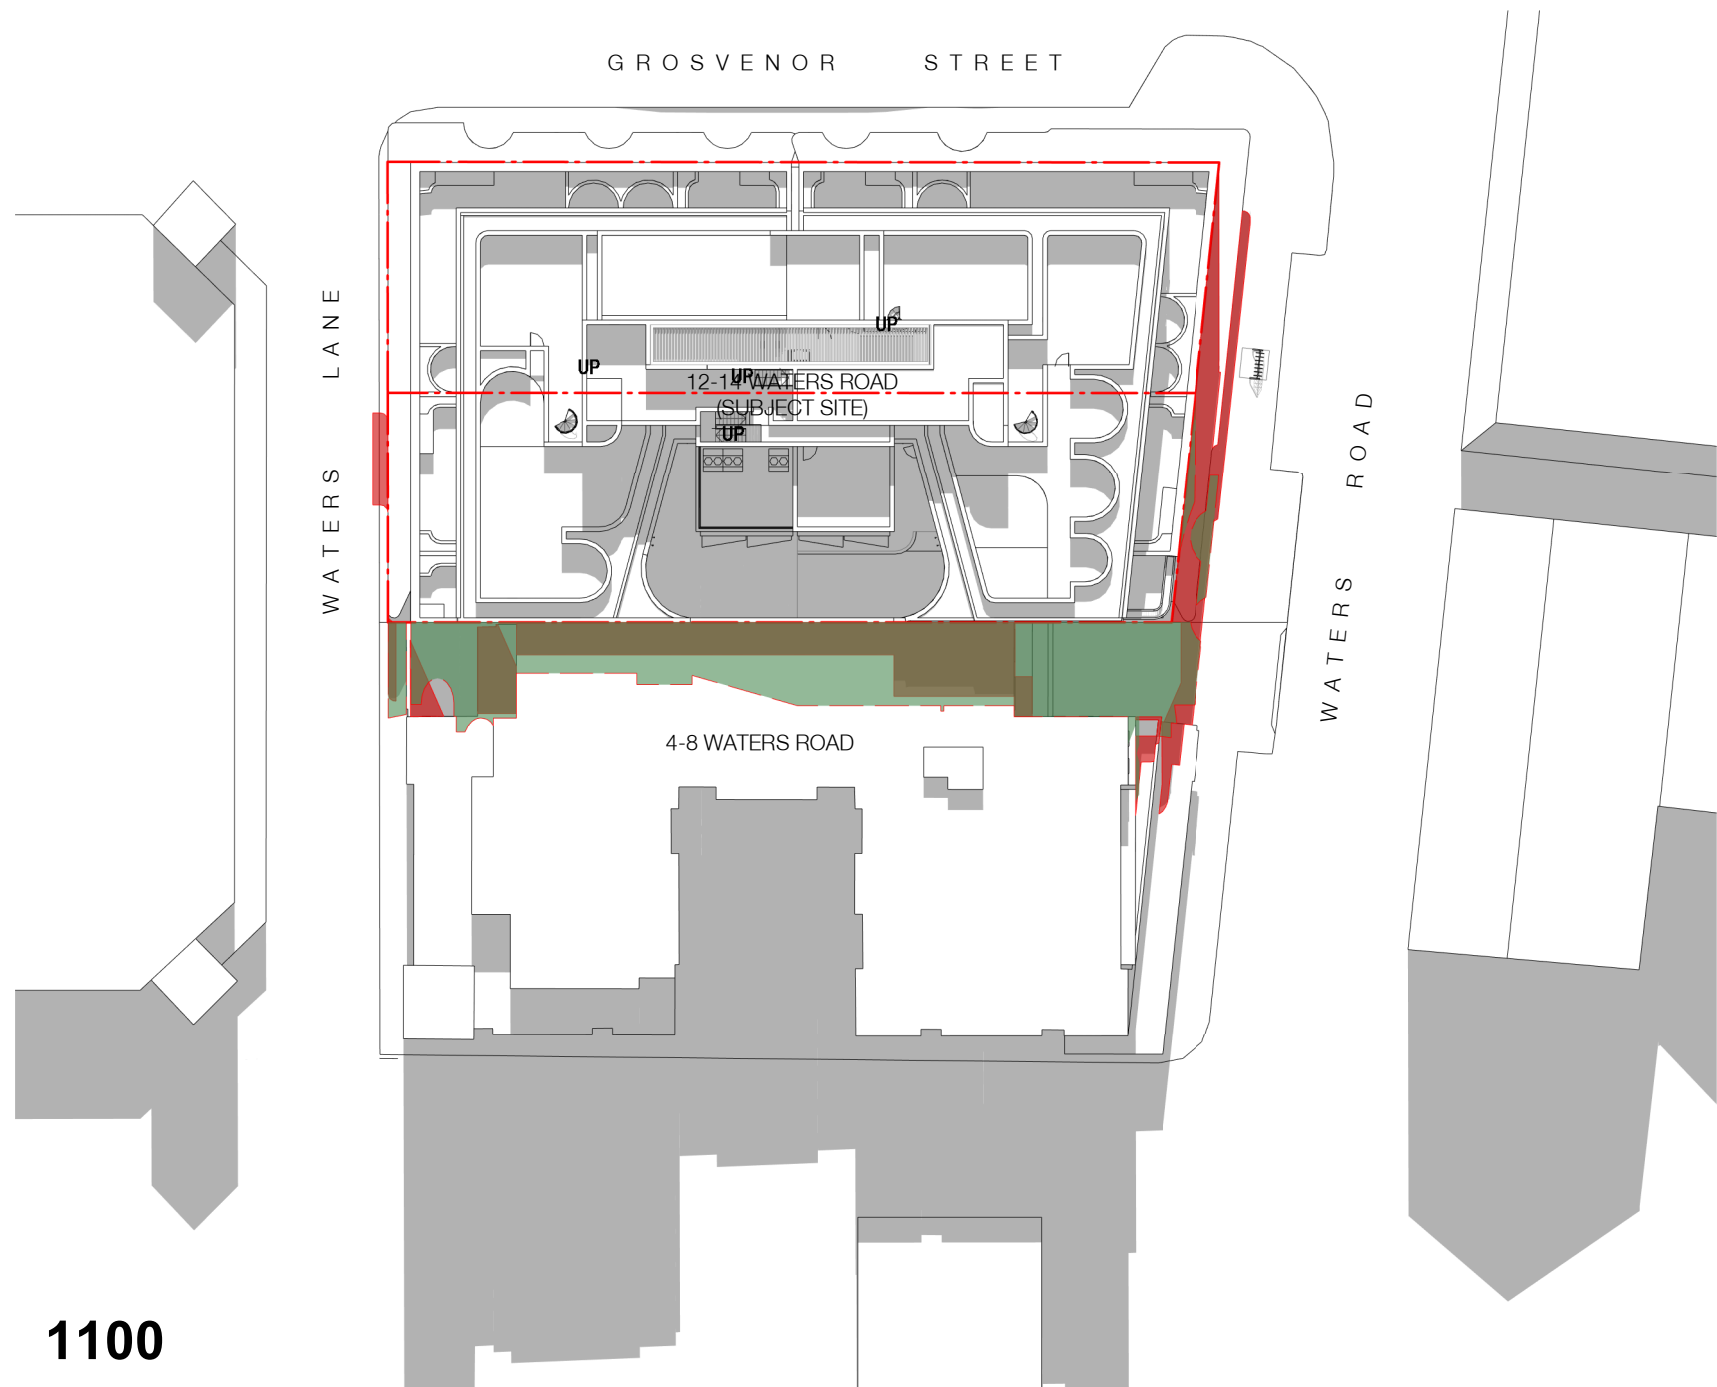 GROSVENOR STREET
WATERS LANE
UP
UP
UP
12-14 WATERS ROAD
(SUBJECT SITE)
UP
WATERS ROAD
4-8 WATERS ROAD
1100